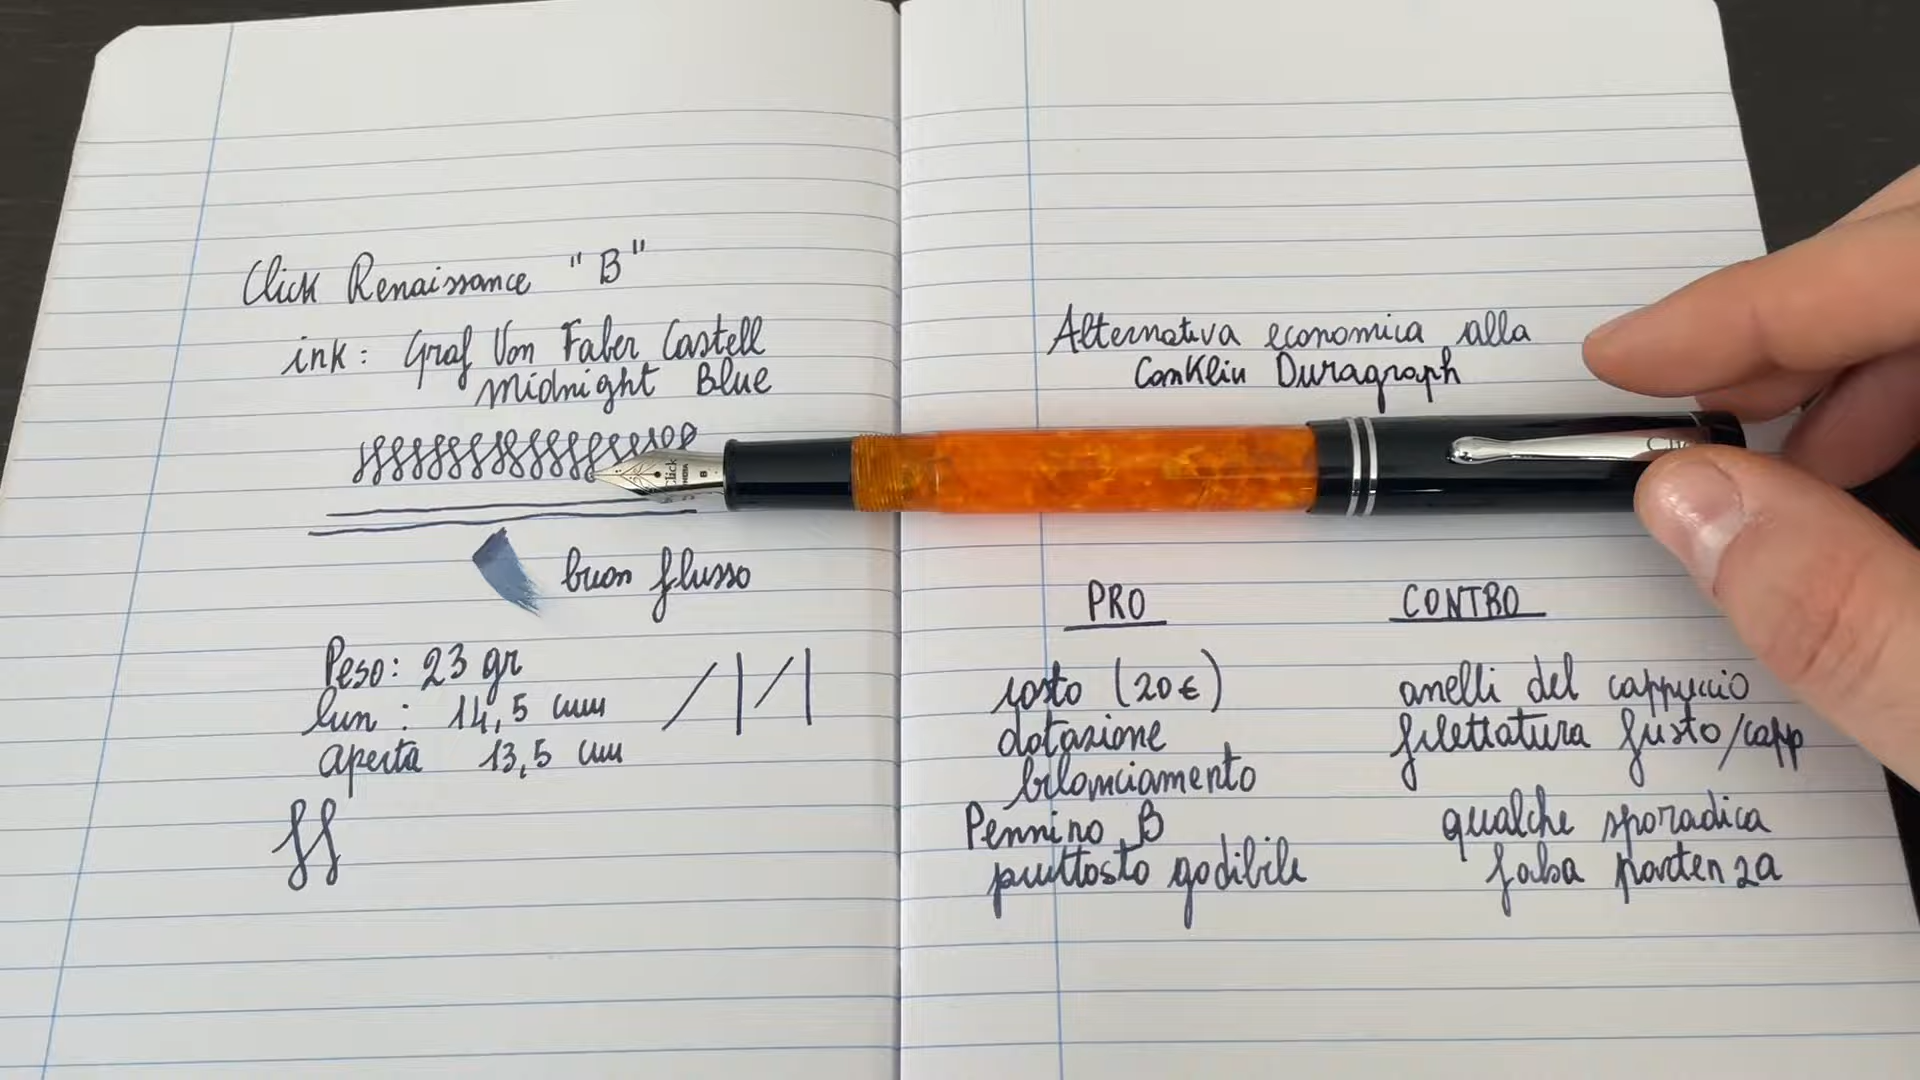 Click Renaissance "B"
ink: Graf Von Faber Castell
Midnight Blue
buon flusso
Peso: 23 gr
lun: 14,5 cm
aperta 13,5 cm
Alternativa economica alla
Conklin Duragraph
Click
B
PRO
costo (20€)
dotazione
bilanciamento
Pennino B
piuttosto godibile
CONTRO
anelli del cappuccio
filettatura fusto/capp
qualche sporadica
falsa partenza